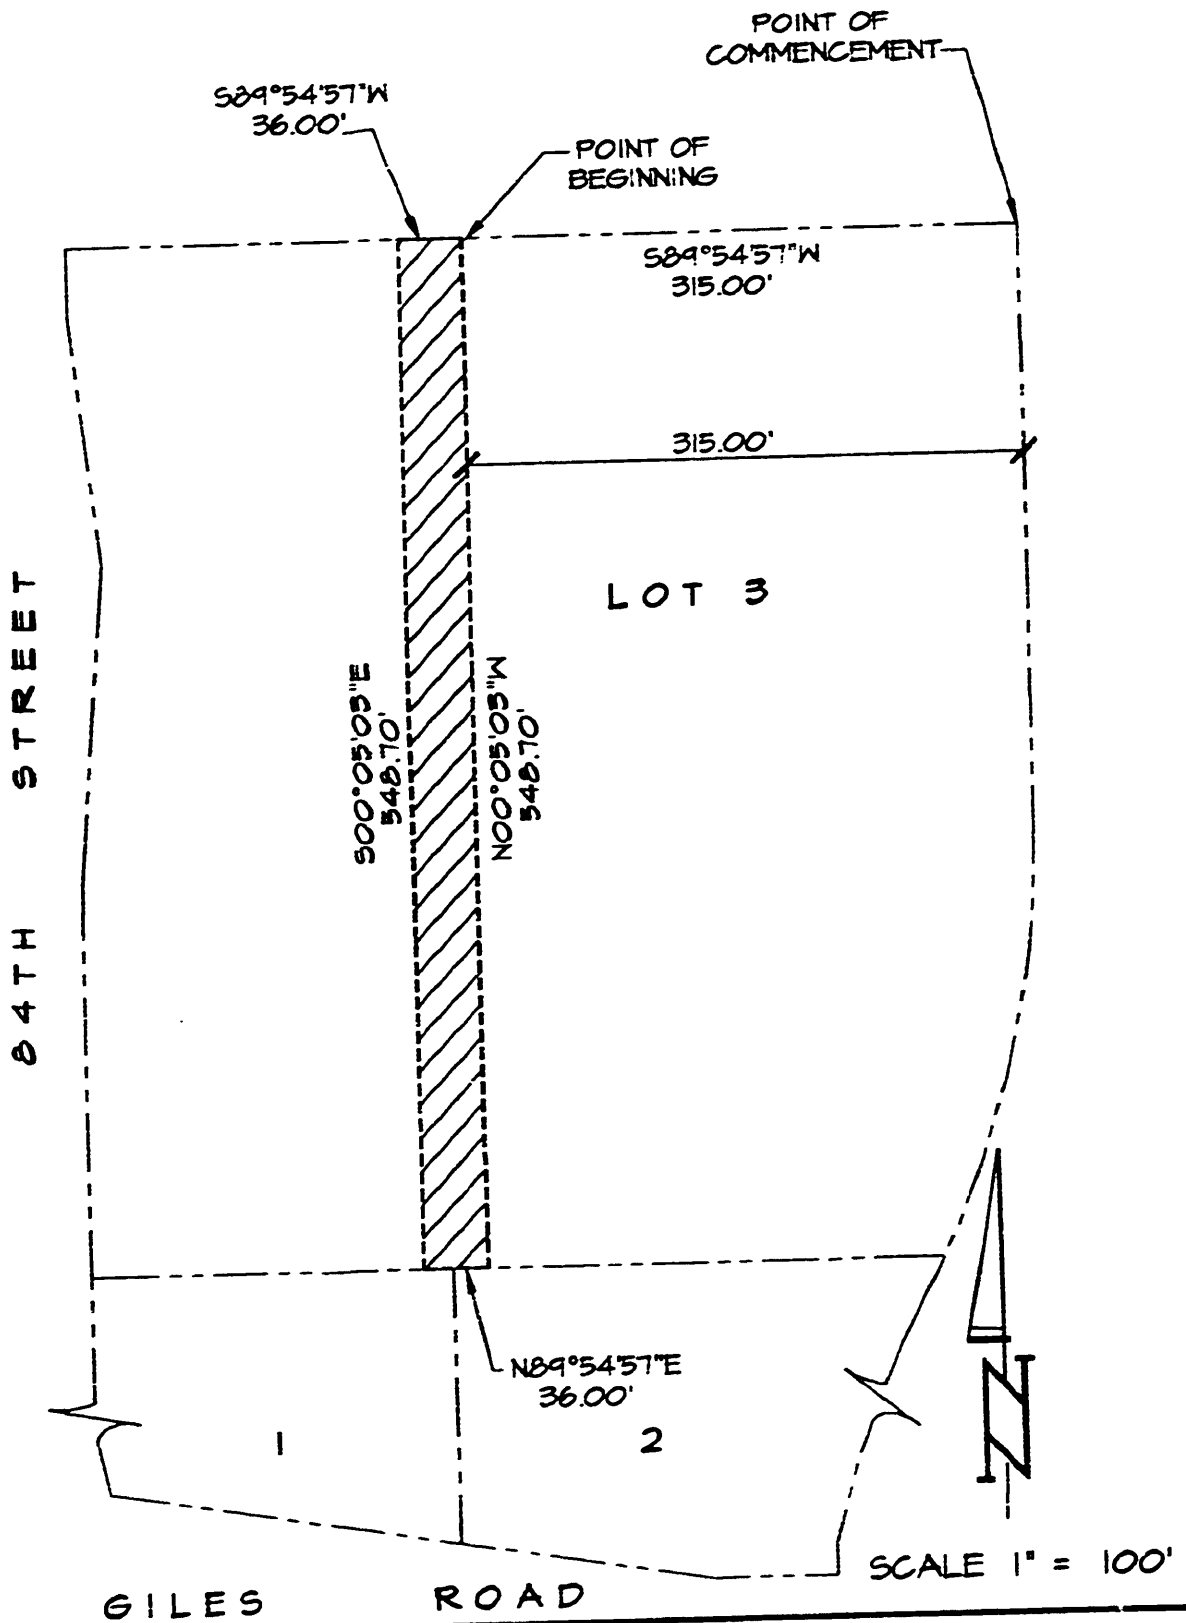 POINT OF
COMMENCEMENT
S89°54'57"W
36.00'
POINT OF
BEGINNING
S89°54'57"W
315.00'
315.00'
LOT 3
84TH STREET
S00°05'03"E
548.70'
N00°05'03"W
548.70'
N89°54'57"E
36.00'
1
2
N
SCALE 1" = 100'
GILES ROAD